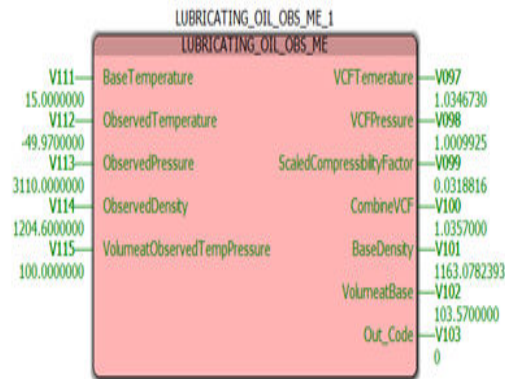 LUBRICATING_OIL_OBS_ME_1
LUBRICATING_OIL_OBS_ME
V111 BaseTemperature VCFTemerature V097
15.0000000 1.0346730
V112 ObservedTemperature VCFPressure V098
-49.9700000 1.0009925
V113 ObservedPressure ScaledCompressiblityFactor V099
3110.0000000 0.0318816
V114 ObservedDensity CombineVCF V100
1204.6000000 1.0357000
V115 VolumeatObservedTempPressure BaseDensity V101
100.0000000 1163.0782393
VolumeatBase V102
103.5700000
Out_Code V103
0